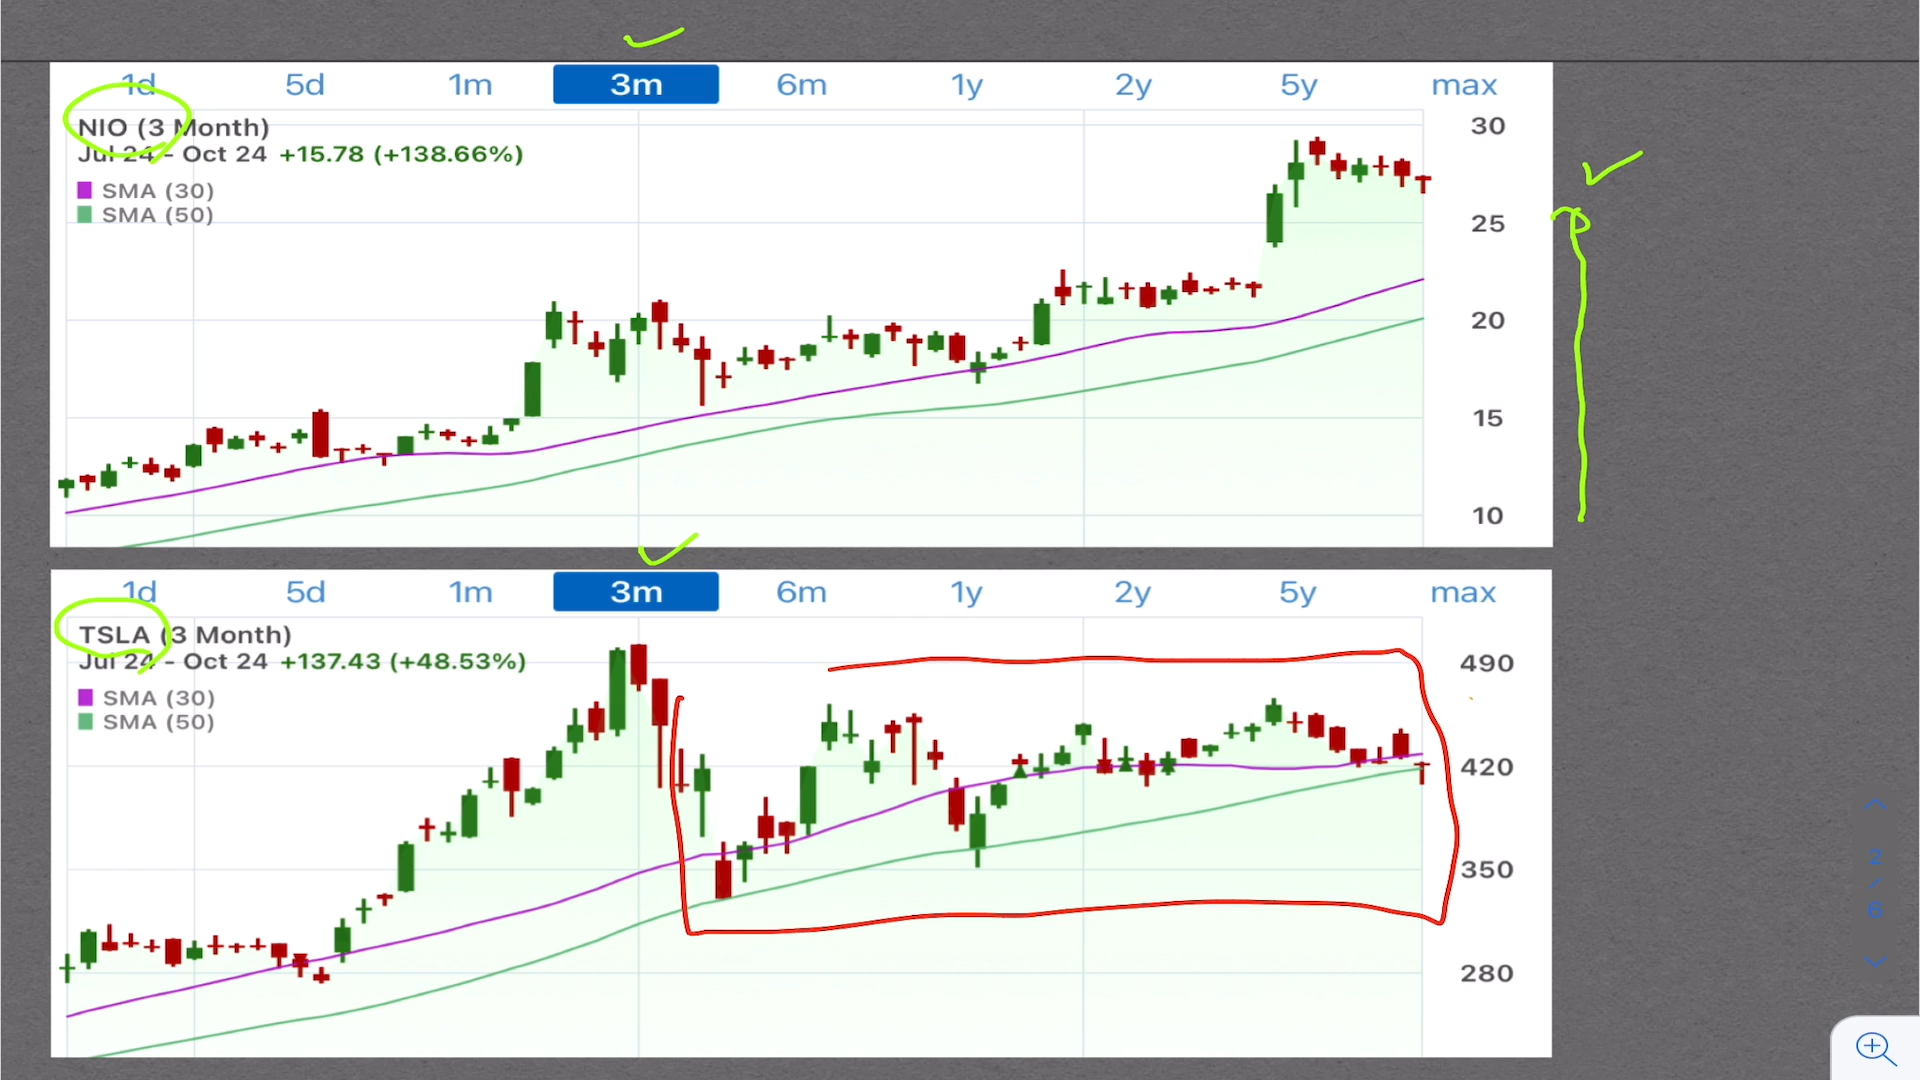 1d 5d 1m 3m 6m 1y 2y 5y max
NIO (3 Month)
Jul 24 - Oct 24 +15.78 (+138.66%)
SMA (30)
SMA (50)
30
25
20
15
10
1d 5d 1m 3m 6m 1y 2y 5y max
TSLA (3 Month)
Jul 24 - Oct 24 +137.43 (+48.53%)
SMA (30)
SMA (50)
490
420
350
280
2
/
6